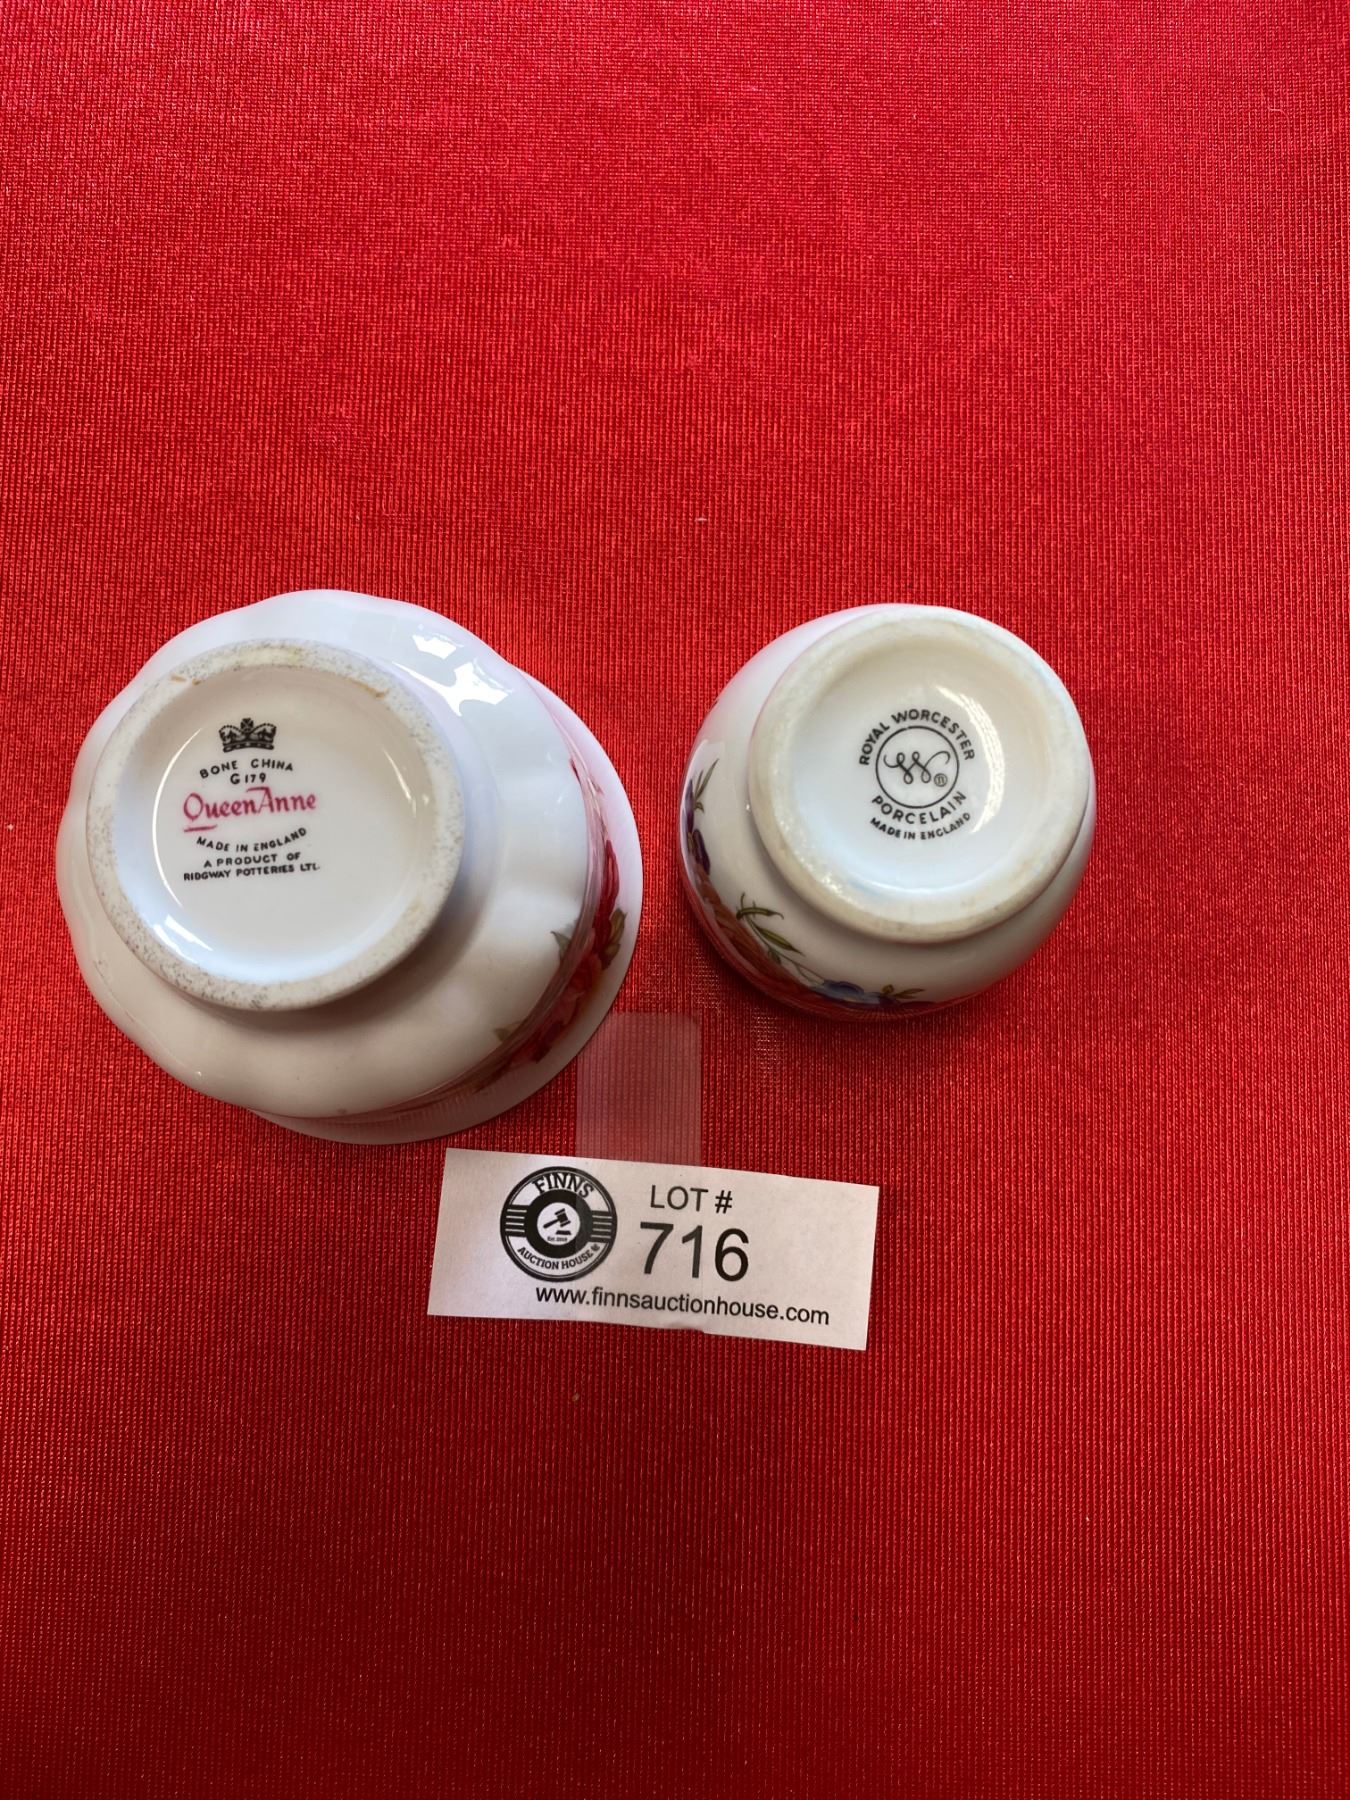 BONE CHINA
G179
Queen Anne
MADE IN ENGLAND
A PRODUCT OF
RIDGWAY POTTERIES LTD.
ROYAL WORCESTER
W ®
PORCELAIN
MADE IN ENGLAND
FINNS
AUCTION HOUSE
LOT #
716
www.finnsauctionhouse.com